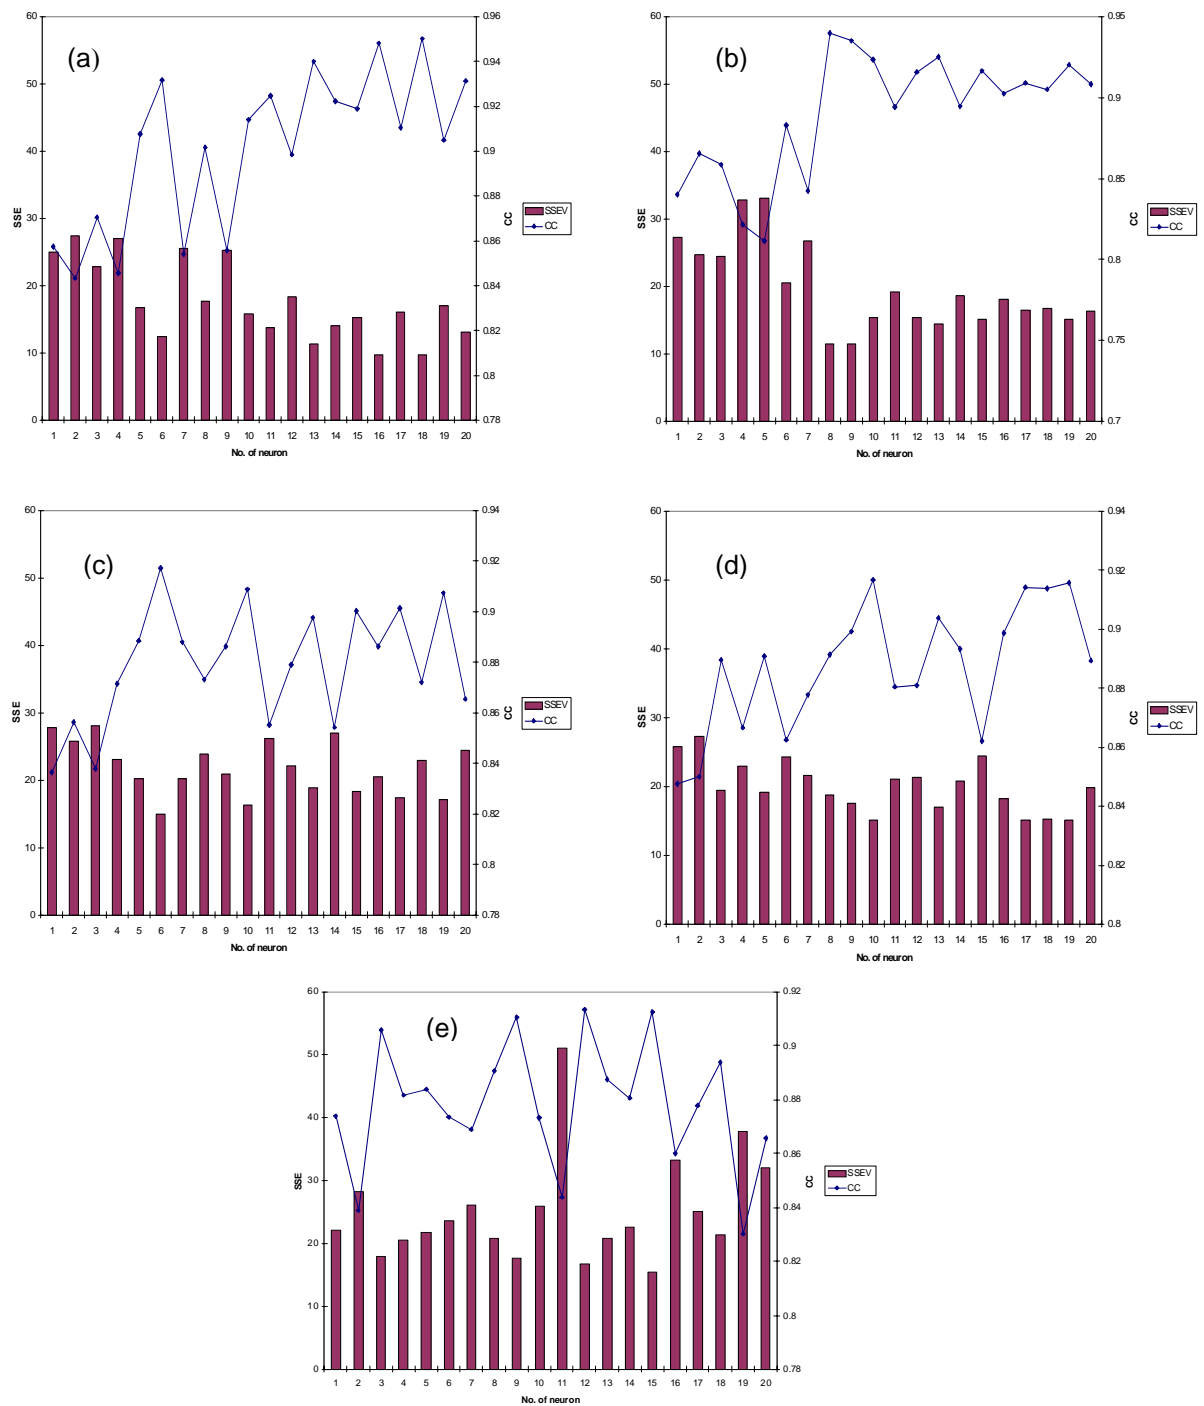 (a)
60
50
40
30
20
10
0
SSE
0.96
0.94
0.92
0.9
0.88
0.86
0.84
0.82
0.8
0.78
CC
SSEV
CC
1 2 3 4 5 6 7 8 9 10 11 12 13 14 15 16 17 18 19 20
No. of neuron
(b)
60
50
40
30
20
10
0
SSE
0.95
0.9
0.85
0.8
0.75
0.7
CC
SSEV
CC
1 2 3 4 5 6 7 8 9 10 11 12 13 14 15 16 17 18 19 20
No. of neuron
(c)
60
50
40
30
20
10
0
SSE
0.94
0.92
0.9
0.88
0.86
0.84
0.82
0.8
0.78
CC
SSEV
CC
1 2 3 4 5 6 7 8 9 10 11 12 13 14 15 16 17 18 19 20
No. of neuron
(d)
60
50
40
30
20
10
0
SSE
0.94
0.92
0.9
0.88
0.86
0.84
0.82
0.8
CC
SSEV
CC
1 2 3 4 5 6 7 8 9 10 11 12 13 14 15 16 17 18 19 20
No. of neuron
(e)
60
50
40
30
20
10
0
SSE
0.92
0.9
0.88
0.86
0.84
0.82
0.8
0.78
CC
SSEV
CC
1 2 3 4 5 6 7 8 9 10 11 12 13 14 15 16 17 18 19 20
No. of neuron